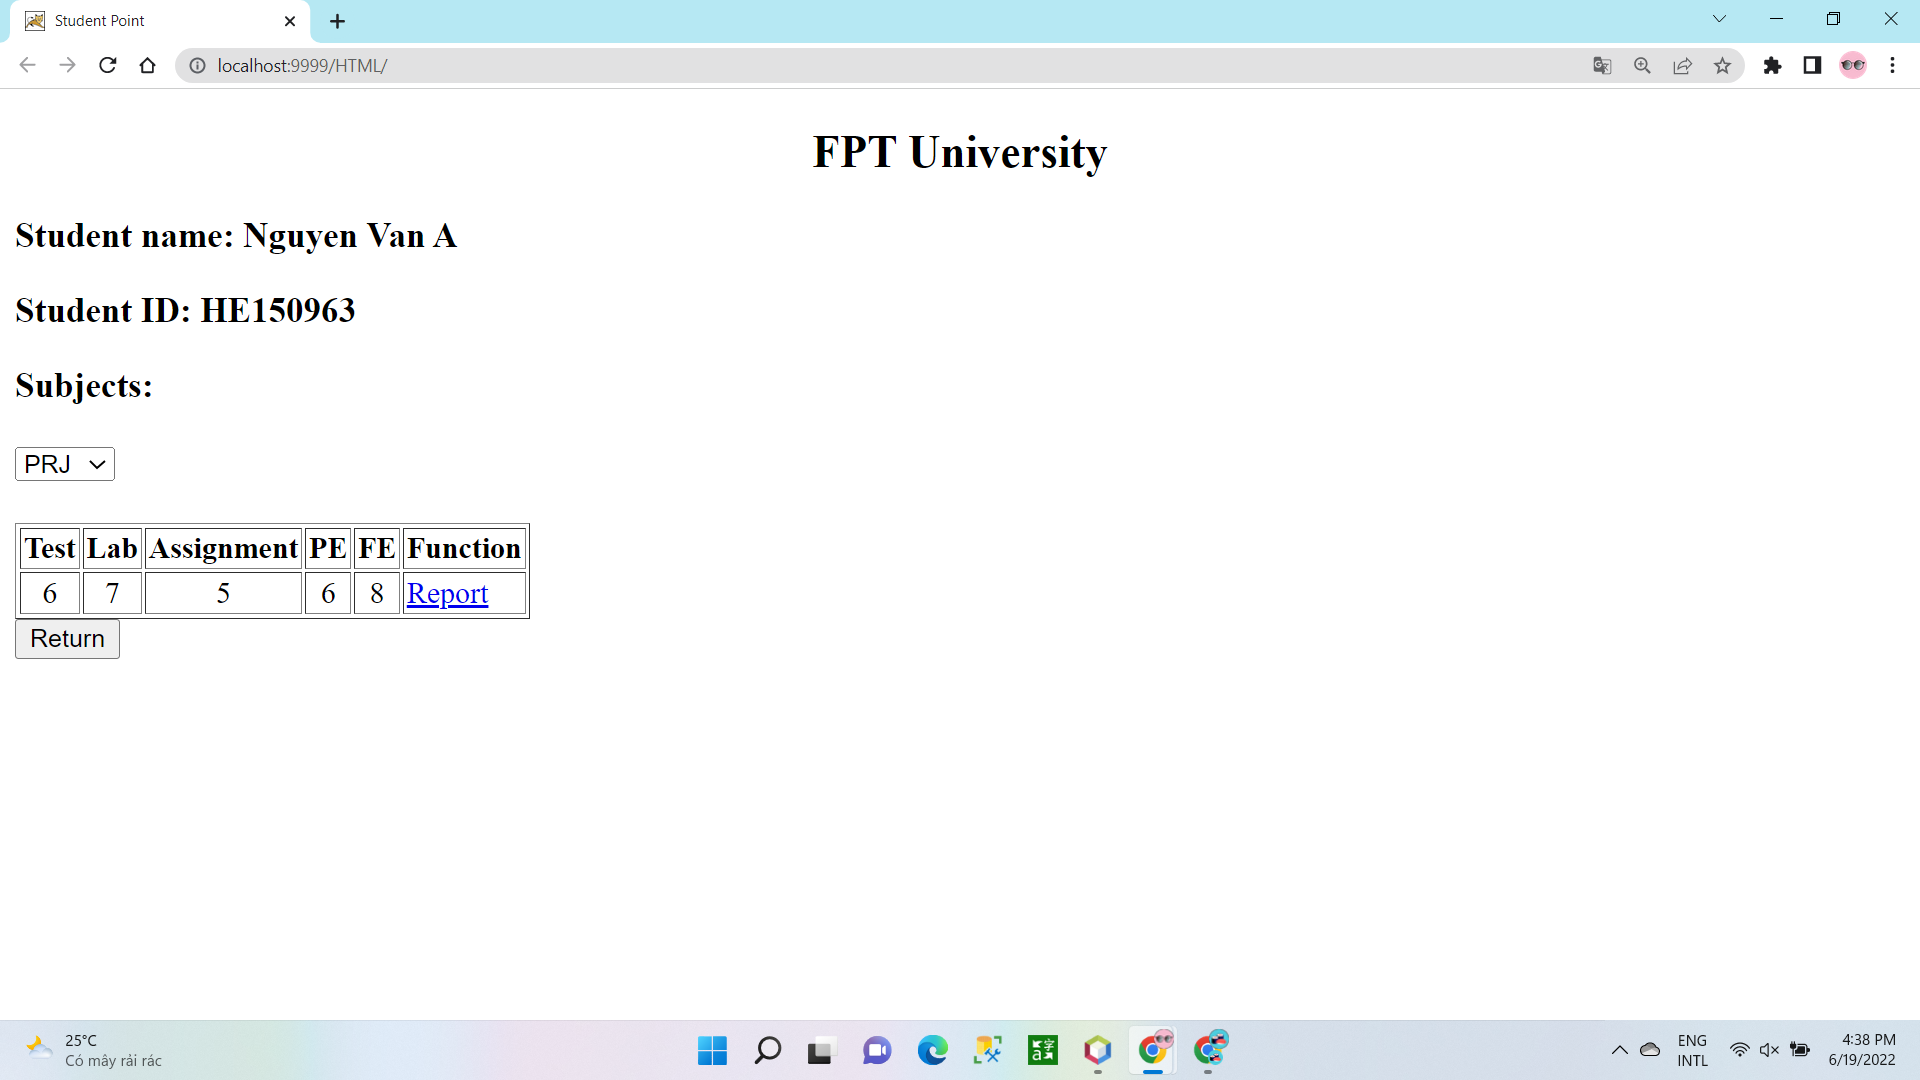 Student Point
localhost:9999/HTML/
FPT University
Student name: Nguyen Van A
Student ID: HE150963
Subjects:
PRJ
Test Lab Assignment PE FE Function
6 7 5 6 8 Report
Return
25°C
Có mây rải rác
ENG
INTL
4:38 PM
6/19/2022